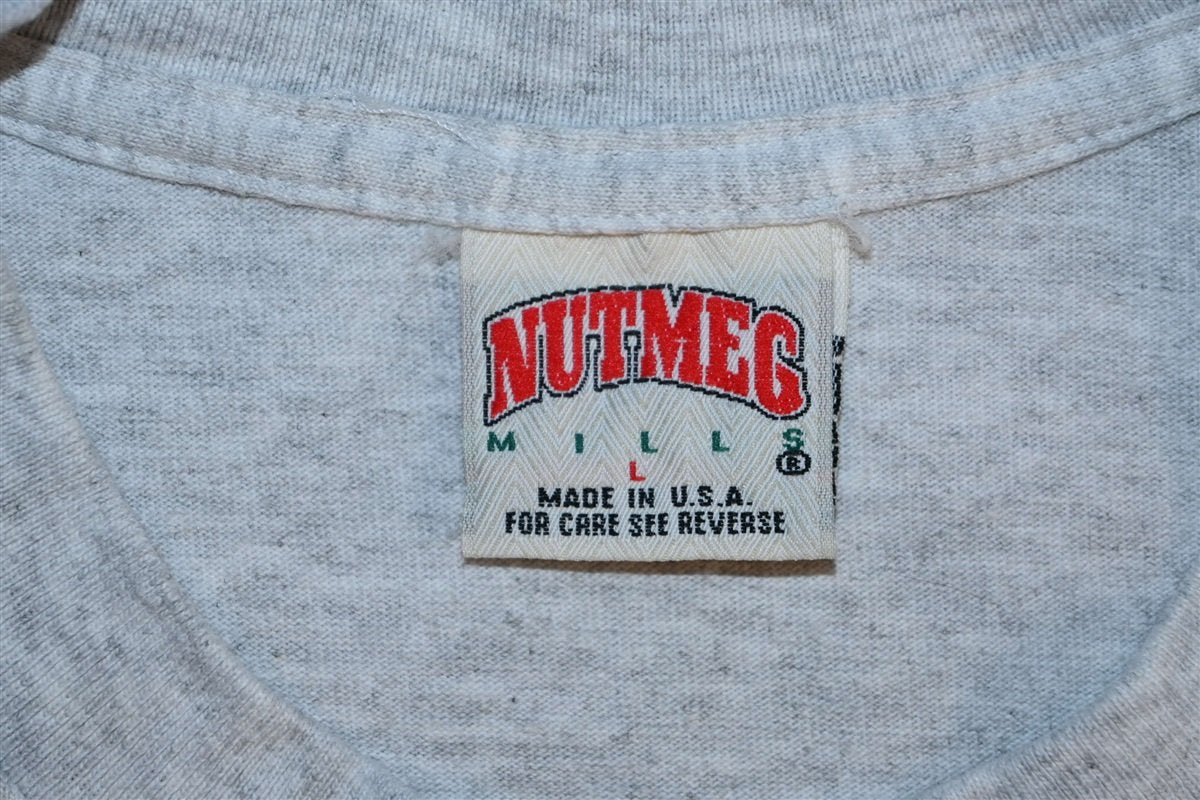 NUTMEG
MILLS
®
L
MADE IN U.S.A.
FOR CARE SEE REVERSE